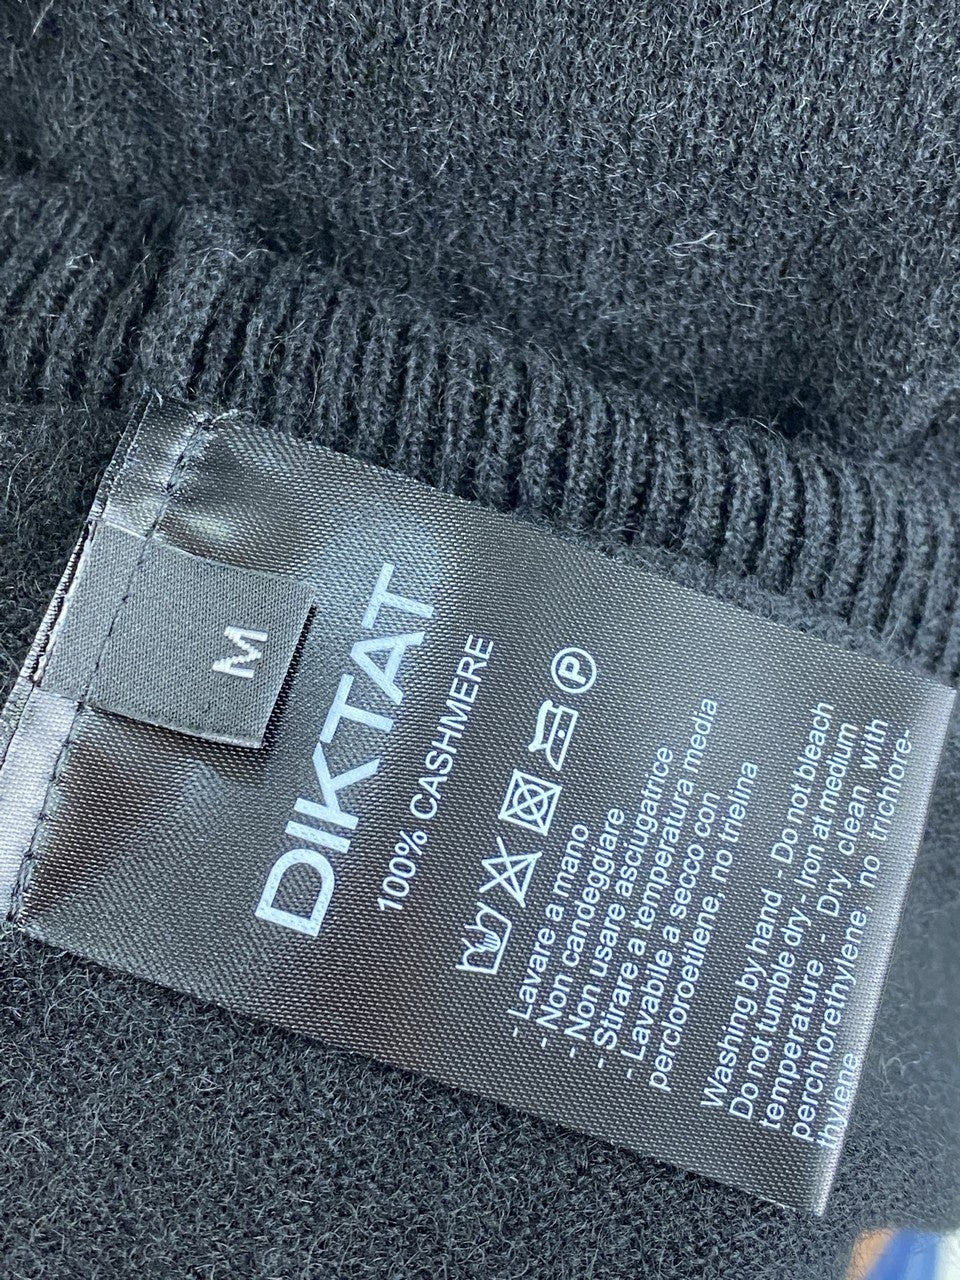 M
DIKTAT
100% CASHMERE
P
- Lavare a mano
- Non candeggiare
- Non usare asciugatrice
- Stirare a temperatura media
- Lavabile a secco con
percloroetilene, no trielina
Washing by hand - Do not bleach
Do not tumble dry - Iron at medium
temperature - Dry clean with
perchlorethylene, no trichlore-
thylene